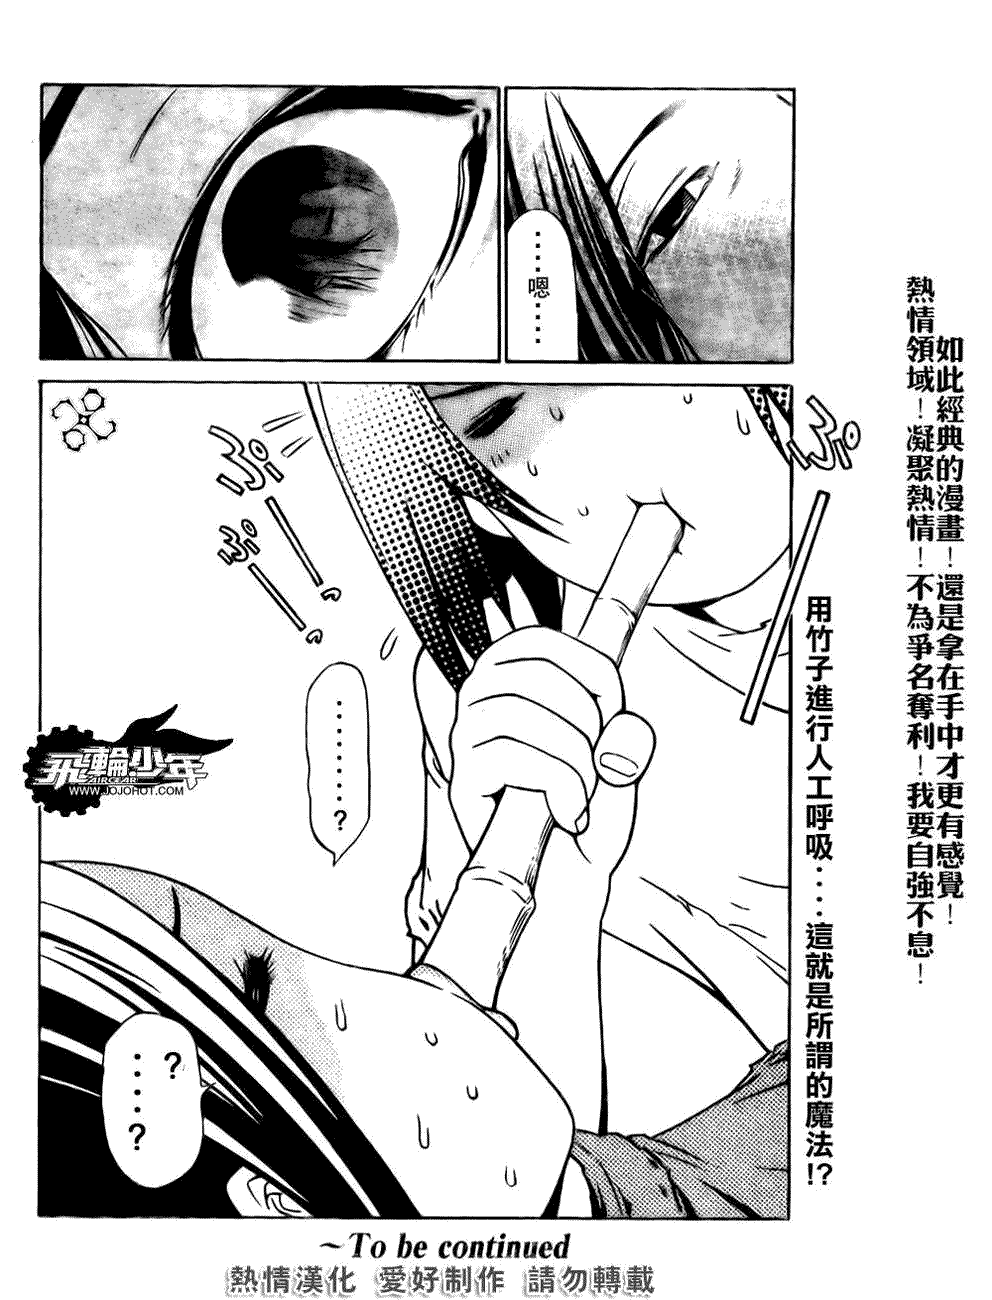 ⋯⋯嗯⋯⋯
ぷ
ぷーぷー
⋯⋯⋯?
?
⋯⋯?
飛輪少年
AIRGEAR
WWW.JOJOHOT.COM
用竹子進行人工呼吸‥‥這就是所謂的魔法!?
如此經典的漫畫!還是拿在手中才更有感覺!
熱情領域!凝聚熱情!不為爭名奪利!我要自強不息!
~To be continued
熱情漢化 愛好制作 請勿轉載